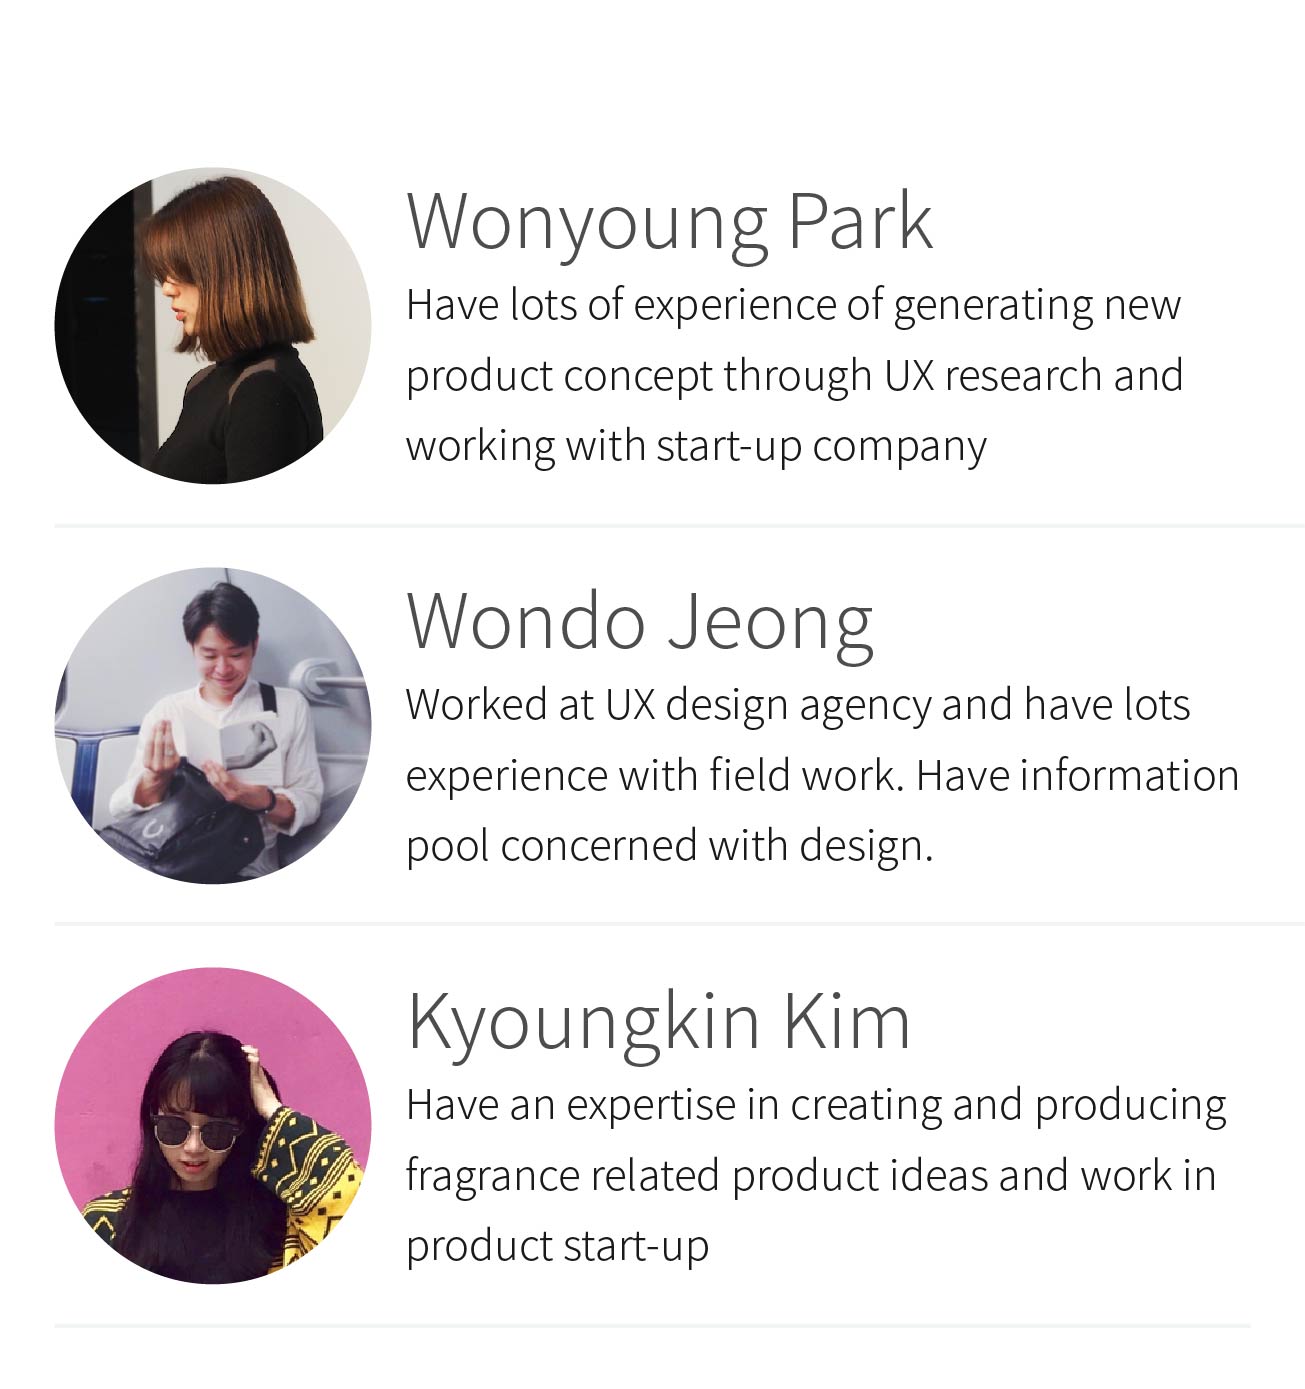 Wonyoung Park
Have lots of experience of generating new
product concept through UX research and
working with start-up company
Wondo Jeong
Worked at UX design agency and have lots
experience with field work. Have information
pool concerned with design.
Kyoungkin Kim
Have an expertise in creating and producing
fragrance related product ideas and work in
product start-up